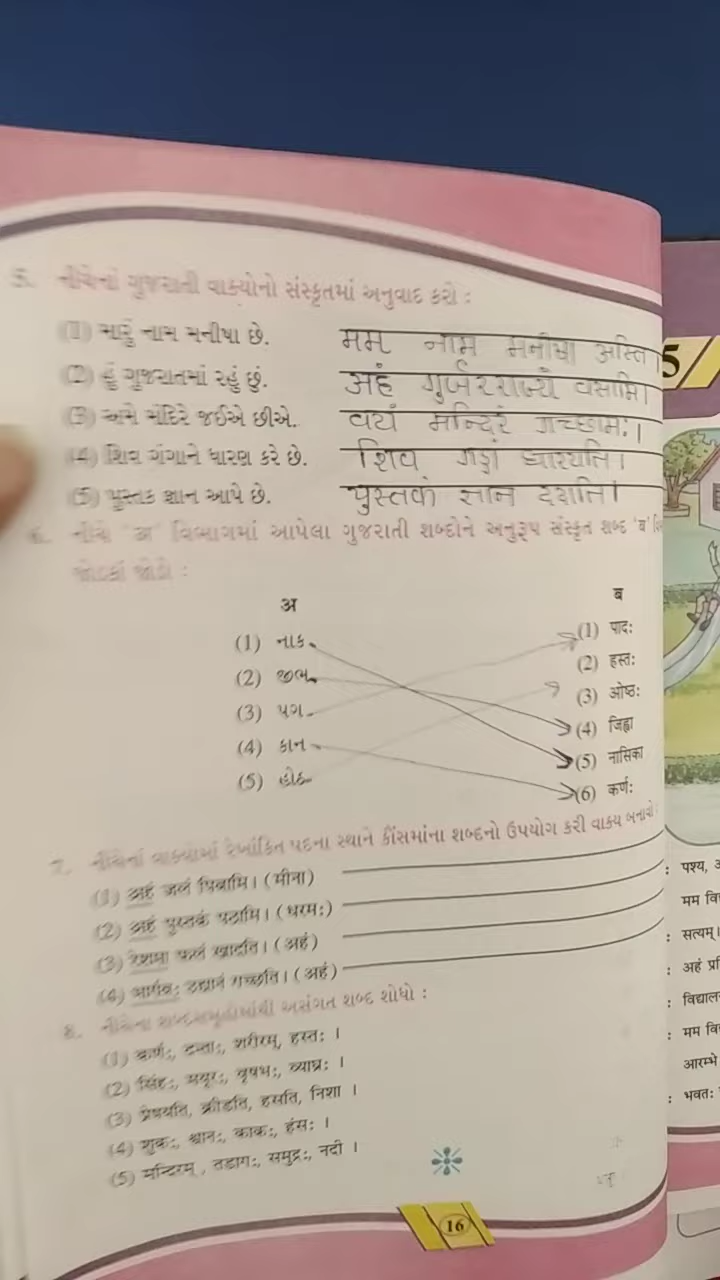 5. નીચેનાં ગુજરાતી વાક્યોનો સંસ્કૃતમાં અનુવાદ કરો :
(1) મારું નામ મનીષા છે. मम नाम मनीषा अस्ति
(2) હું ગુજરાતમાં રહું છું. अहं गुर्जरराज्ये वसामि।
(3) અમે મંદિરે જઈએ છીએ. वयं मन्दिरं गच्छामः।
(4) શિવ ગંગાને ધારણ કરે છે. शिव गङ्गां धारयति।
(5) પુસ્તક જ્ઞાન આપે છે. पुस्तकं ज्ञान ददाति।
5
6. નીચે 'अ' વિભાગમાં આપેલા ગુજરાતી શબ્દોને અનુરૂપ સંસ્કૃત શબ્દ 'ब'
જોડકાં જોડો :
अ ब
(1) નાક (1) पादः
(2) જીભ (2) हस्तः
(3) પગ (3) ओष्ठः
(4) કાન (4) जिह्वा
(5) હોઠ (5) नासिका
(6) कर्णः
7. નીચેનાં વાક્યોમાં રેખાંકિત પદના સ્થાને કૌંસમાંના શબ્દનો ઉપયોગ કરી વાક્ય બનાવો :
(1) अहं जलं पिबामि। (मीना)
(2) अहं पुस्तकं पठामि। (धरमः)
(3) रेशमा फलं खादति। (अहं)
(4) भार्गवः उद्यानं गच्छति। (अहं)
8. નીચેના શબ્દસમૂહોમાંથી અસંગત શબ્દ શોધો :
(1) कर्णः, दन्ताः, शरीरम्, हस्तः ।
(2) सिंहः, मयूरः, वृषभः, व्याघ्रः ।
(3) प्रेषयति, क्रीडति, हसति, निशा ।
(4) शुकः, श्वानः, काकः, हंसः ।
(5) मन्दिरम्, तडागः, समुद्रः, नदी ।
16
: पश्य,
मम
: सत्यम्।
: अहं
:
: मम
आरम्भे
: भवतः